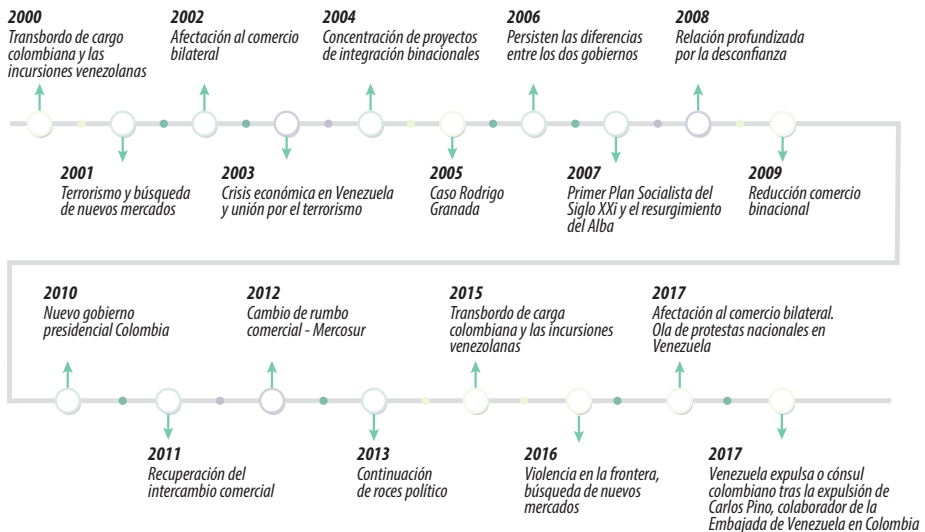 2000
Transbordo de cargo
colombiana y las
incursiones venezolanas
2002
Afectación al comercio
bilateral
2004
Concentración de proyectos
de integración binacionales
2006
Persisten las diferencias
entre los dos gobiernos
2008
Relación profundizada
por la desconfianza
2001
Terrorismo y búsqueda
de nuevos mercados
2003
Crisis económica en Venezuela
y unión por el terrorismo
2005
Caso Rodrigo
Granada
2007
Primer Plan Socialista del
Siglo XXi y el resurgimiento
del Alba
2009
Reducción comercio
binacional
2010
Nuevo gobierno
presidencial Colombia
2012
Cambio de rumbo
comercial - Mercosur
2015
Transbordo de carga
colombiana y las incursiones
venezolanas
2017
Afectación al comercio bilateral.
Ola de protestas nacionales en
Venezuela
2011
Recuperación del
intercambio comercial
2013
Continuación
de roces político
2016
Violencia en la frontera,
búsqueda de nuevos
mercados
2017
Venezuela expulsa o cónsul
colombiano tras la expulsión de
Carlos Pino, colaborador de la
Embajada de Venezuela en Colombia